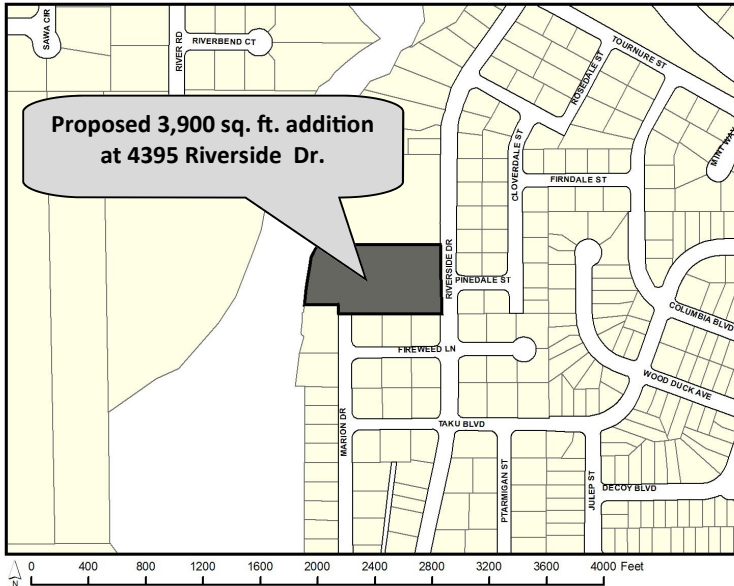 SAWA CIR
RIVER RD
RIVERBEND CT
TOURNURE ST
ROSEDALE ST
Proposed 3,900 sq. ft. addition
at 4395 Riverside Dr.
CLOVERDALE ST
MINT WAY
FIRNDALE ST
RIVERSIDE DR
PINEDALE ST
COLUMBIA BLVD
FIREWEED LN
WOOD DUCK AVE
MARION DR
TAKU BLVD
PTARMIGAN ST
JULEP ST
DECOY BLVD
N
0 400 800 1200 1600 2000 2400 2800 3200 3600 4000 Feet